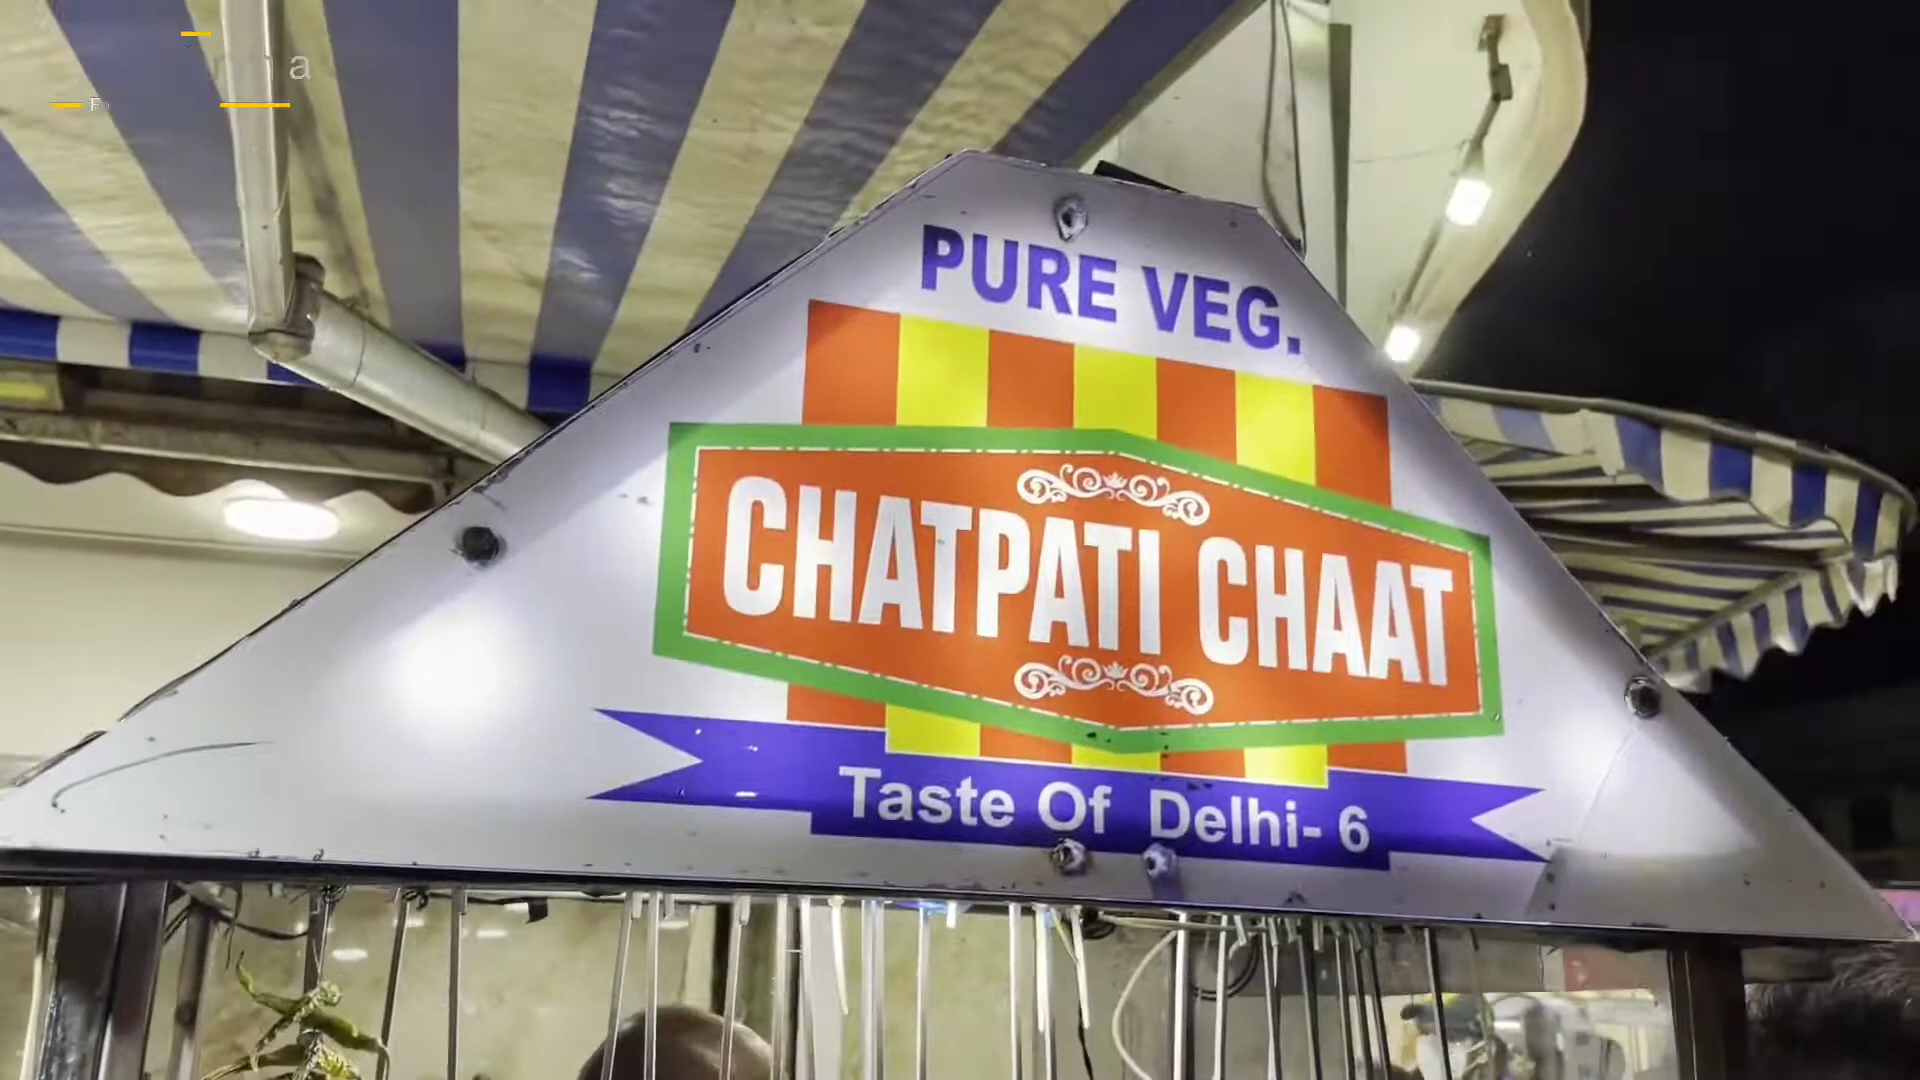 PURE VEG.
CHATPATI CHAAT
Taste Of Delhi- 6